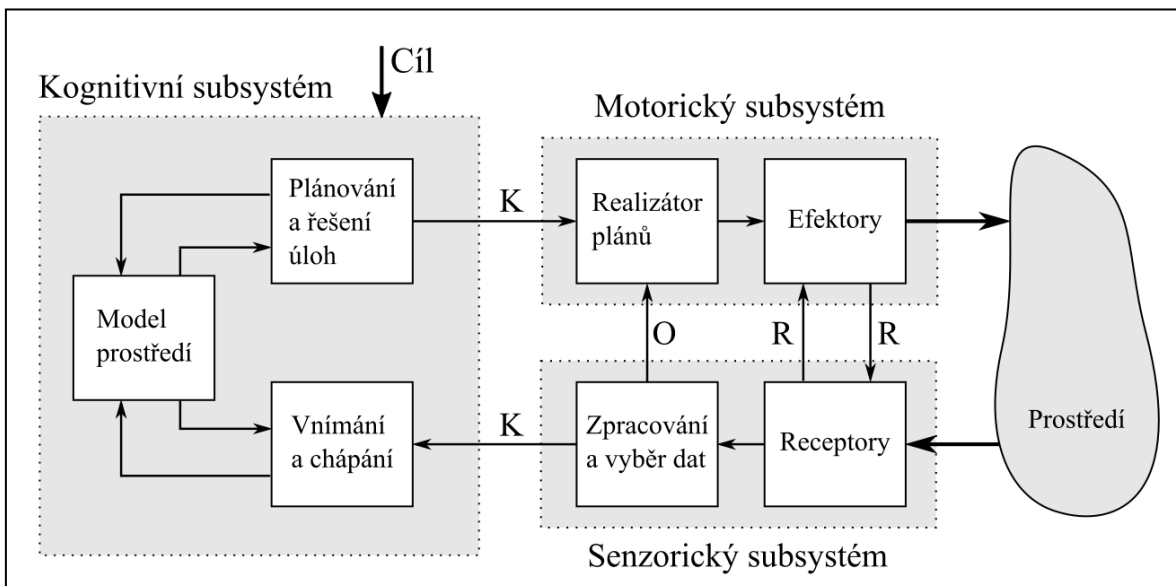 Cíl
Kognitivní subsystém
Motorický subsystém
Plánování
a řešení
úloh
K
Realizátor
plánů
Efektory
Model
prostředí
O
R
R
Vnímání
a chápání
K
Zpracování
a vyběr dat
Receptory
Prostředí
Senzorický subsystém